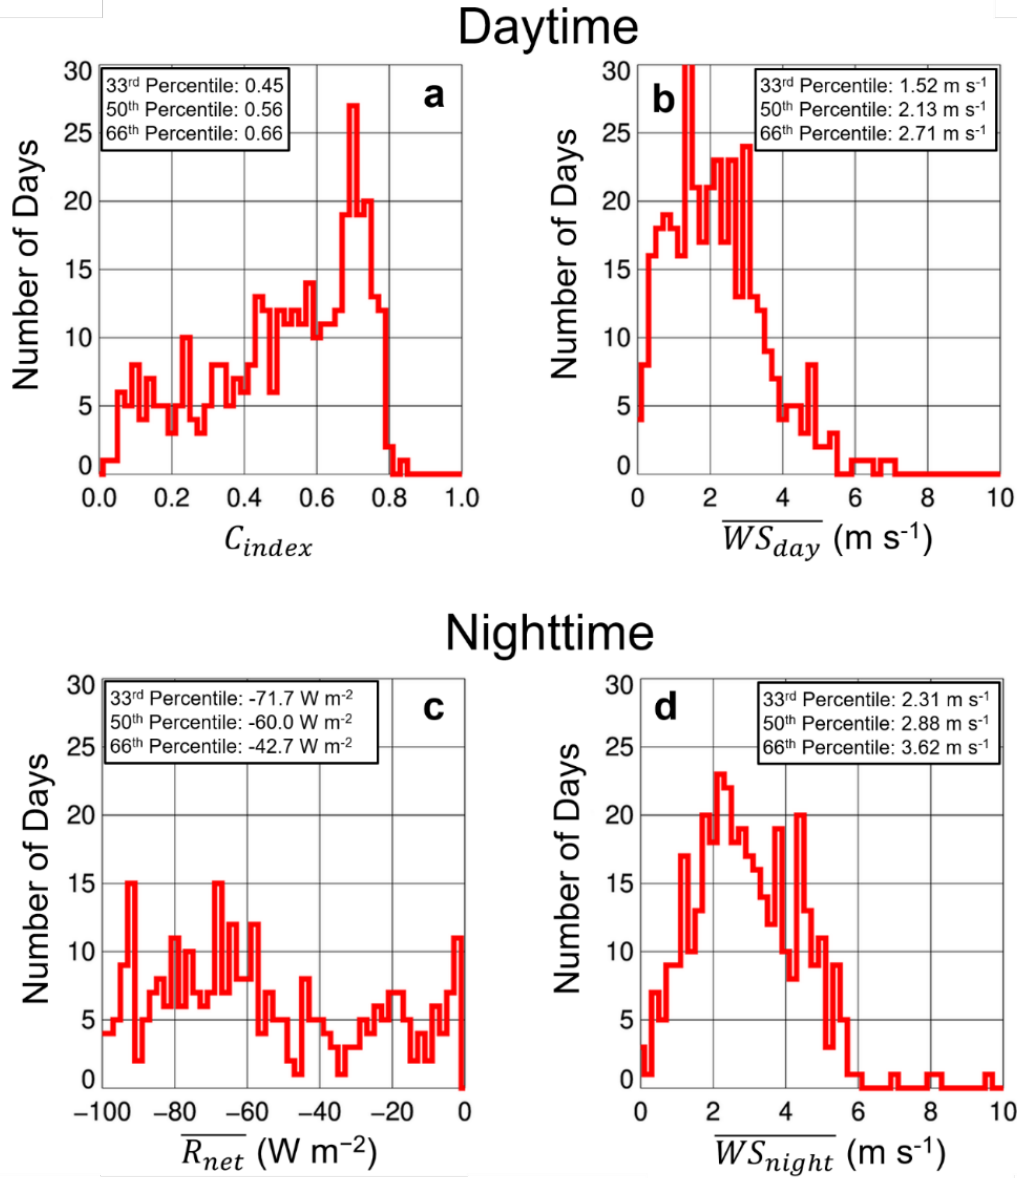 Daytime
33rd Percentile: 0.45
50th Percentile: 0.56
66th Percentile: 0.66
a
Number of Days
30
25
20
15
10
5
0
0.0 0.2 0.4 0.6 0.8 1.0
C_index
33rd Percentile: 1.52 m s-1
50th Percentile: 2.13 m s-1
66th Percentile: 2.71 m s-1
b
Number of Days
30
25
20
15
10
5
0
0 2 4 6 8 10
WS_day (m s-1)
Nighttime
33rd Percentile: -71.7 W m-2
50th Percentile: -60.0 W m-2
66th Percentile: -42.7 W m-2
c
Number of Days
30
25
20
15
10
5
0
−100 −80 −60 −40 −20 0
R_net (W m−2)
33rd Percentile: 2.31 m s-1
50th Percentile: 2.88 m s-1
66th Percentile: 3.62 m s-1
d
Number of Days
30
25
20
15
10
5
0
0 2 4 6 8 10
WS_night (m s-1)